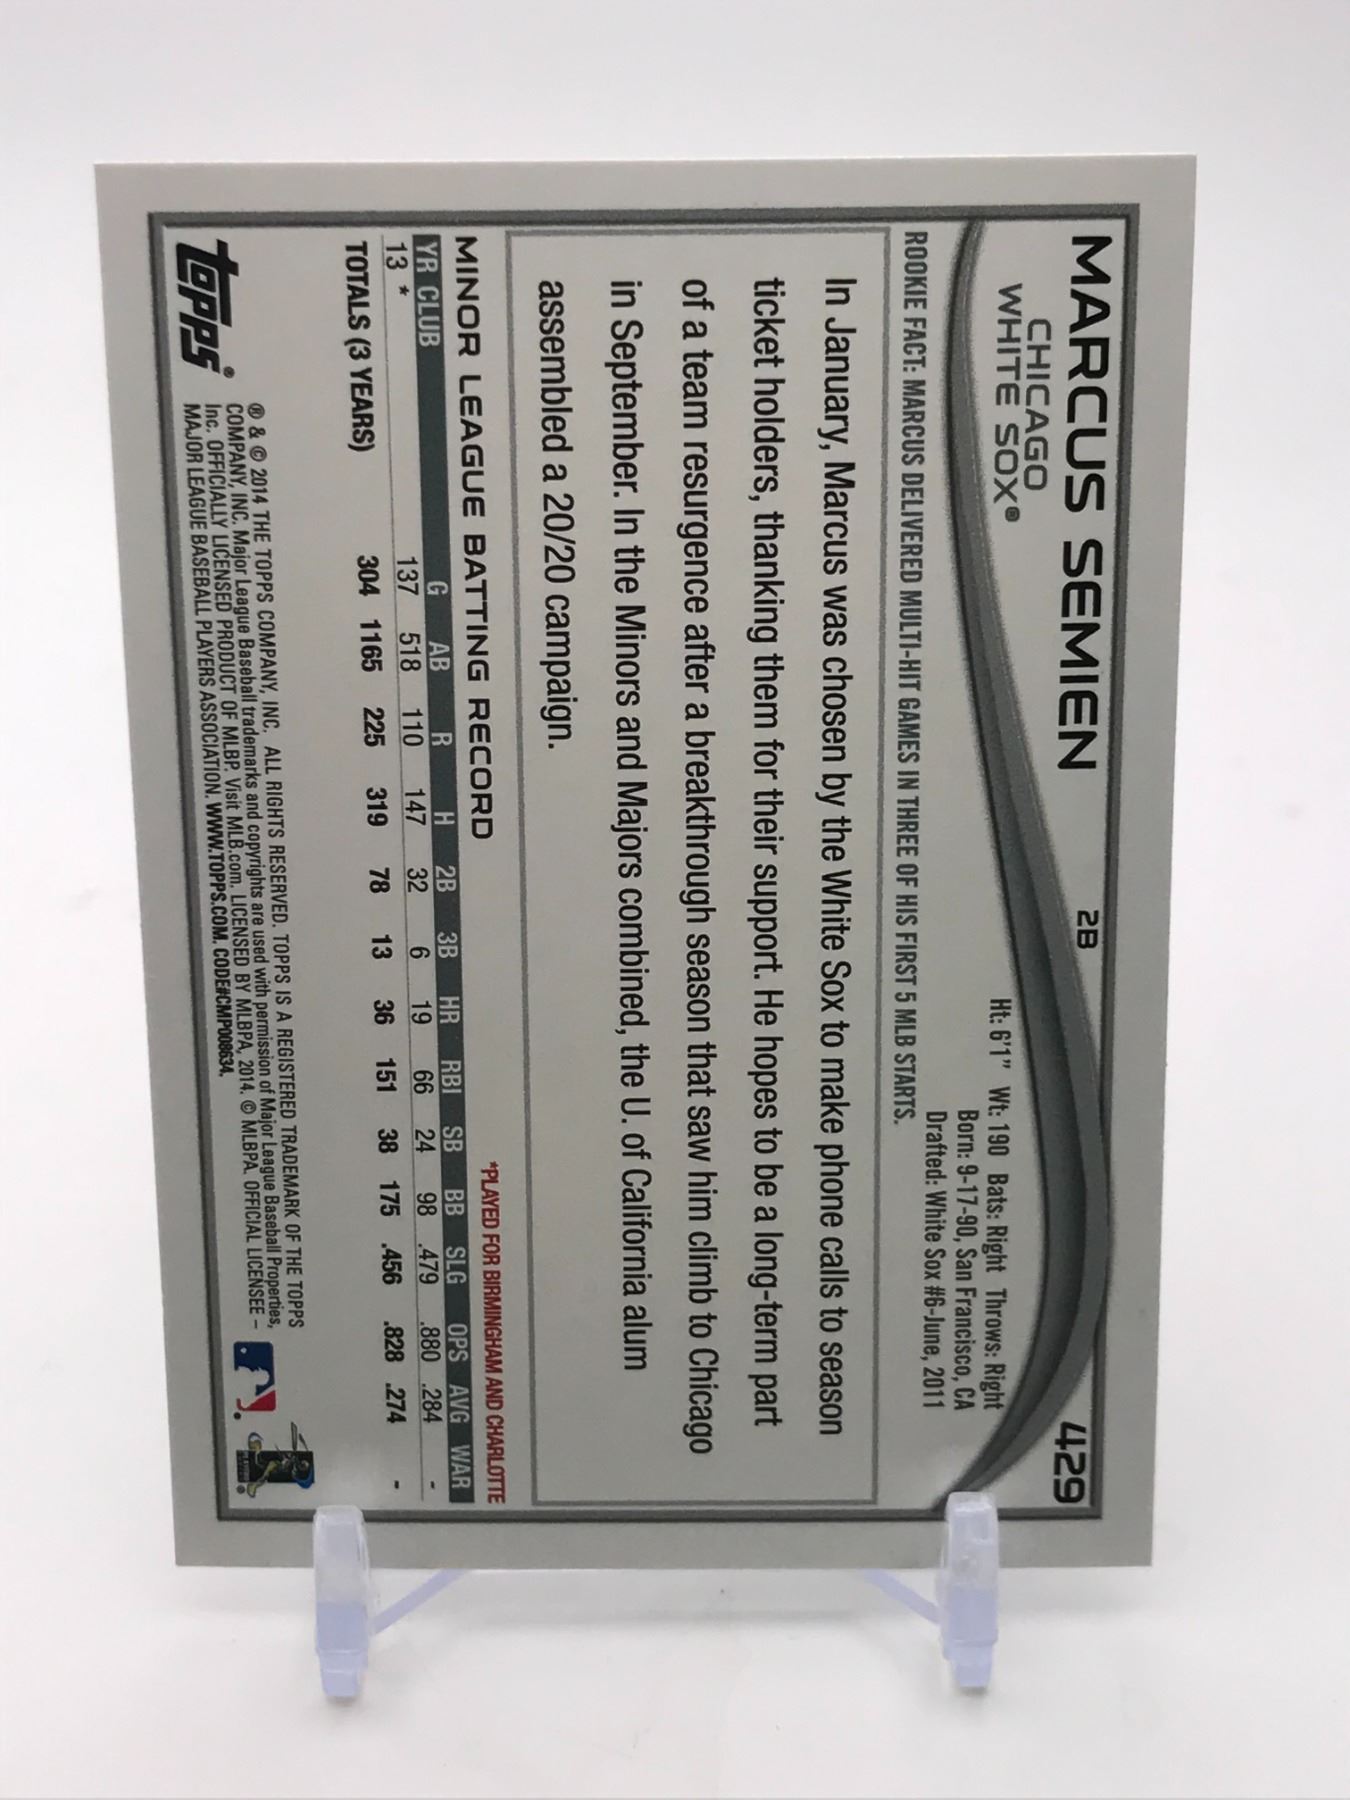 MARCUS SEMIEN 2B 429
CHICAGO
WHITE SOX®
Ht: 6'1" Wt: 190 Bats: Right Throws: Right
Born: 9-17-90, San Francisco, CA
Drafted: White Sox #6-June, 2011
ROOKIE FACT: MARCUS DELIVERED MULTI-HIT GAMES IN THREE OF HIS FIRST 5 MLB STARTS.
In January, Marcus was chosen by the White Sox to make phone calls to season
ticket holders, thanking them for their support. He hopes to be a long-term part
of a team resurgence after a breakthrough season that saw him climb to Chicago
in September. In the Minors and Majors combined, the U. of California alum
assembled a 20/20 campaign.
MINOR LEAGUE BATTING RECORD *PLAYED FOR BIRMINGHAM AND CHARLOTTE
YR CLUB G AB R H 2B 3B HR RBI SB BB SLG OPS AVG WAR
13 * 137 518 110 147 32 6 19 66 24 98 .479 .880 .284 -
TOTALS (3 YEARS) 304 1165 225 319 78 13 36 151 38 175 .456 .828 .274 -
topps®
® & © 2014 THE TOPPS COMPANY, INC. ALL RIGHTS RESERVED. TOPPS IS A REGISTERED TRADEMARK OF THE TOPPS
COMPANY, INC. Major League Baseball trademarks and copyrights are used with permission of Major League Baseball Properties,
Inc. OFFICIALLY LICENSED PRODUCT OF MLBP. Visit MLB.com. LICENSED BY MLBPA, 2014. © MLBPA. OFFICIAL LICENSEE –
MAJOR LEAGUE BASEBALL PLAYERS ASSOCIATION. WWW.TOPPS.COM. CODE#CMP008634.